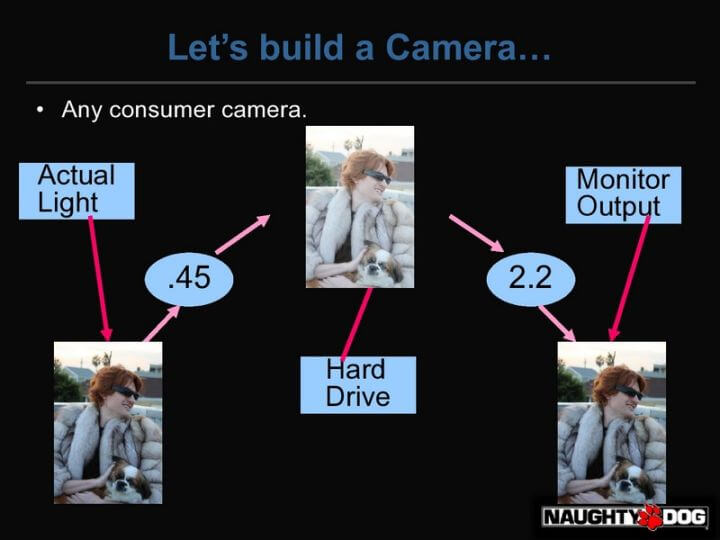 Let's build a Camera…
• Any consumer camera.
Actual
Light
Monitor
Output
.45
2.2
Hard
Drive
NAUGHTY DOG